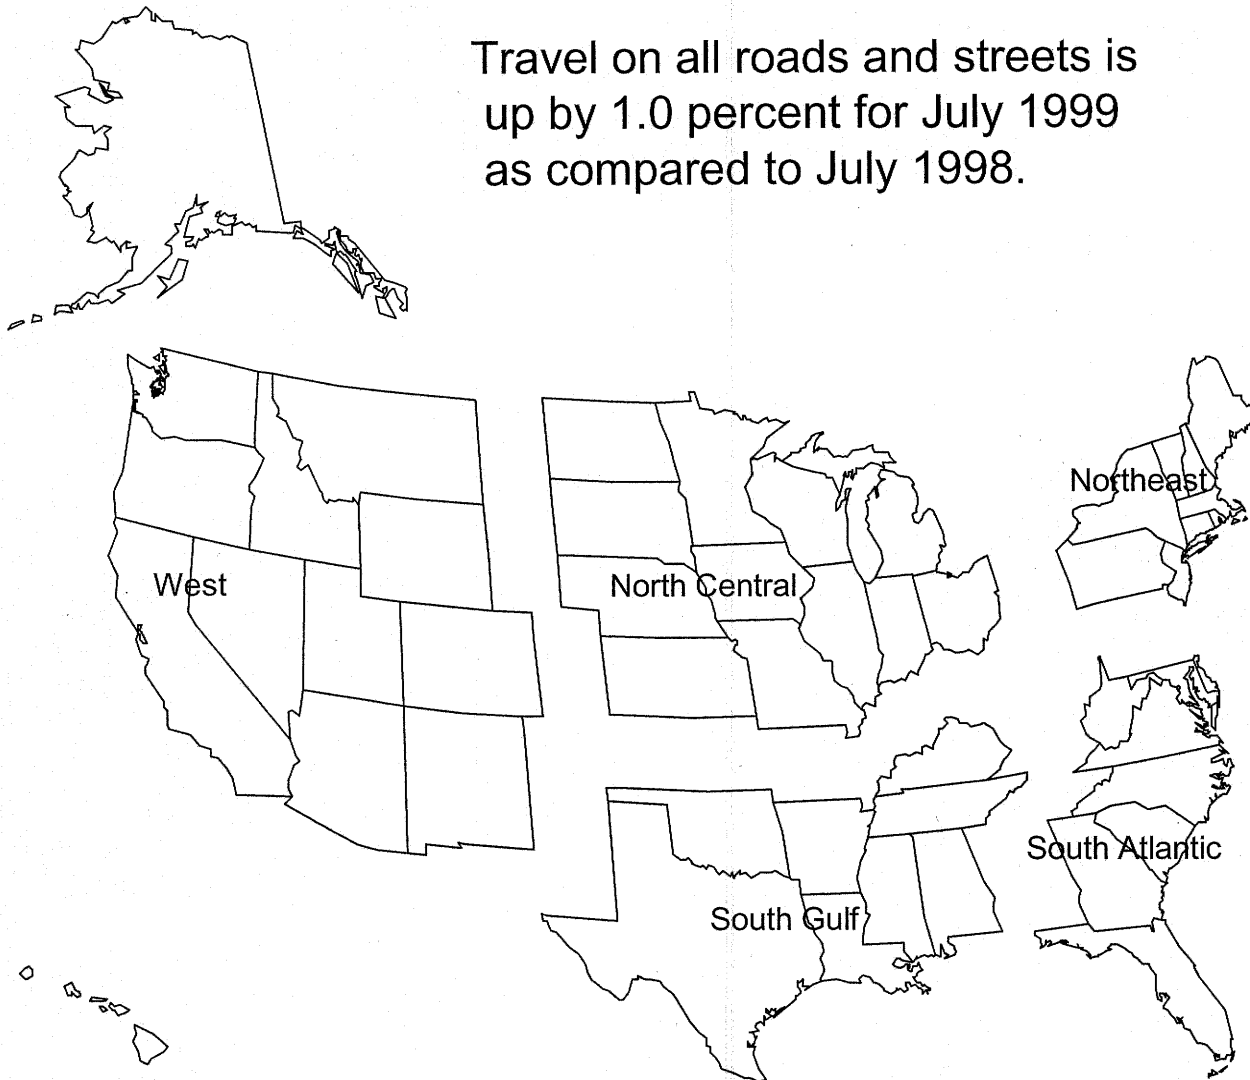 Travel on all roads and streets is
up by 1.0 percent for July 1999
as compared to July 1998.
Northeast
West
North Central
South Atlantic
South Gulf